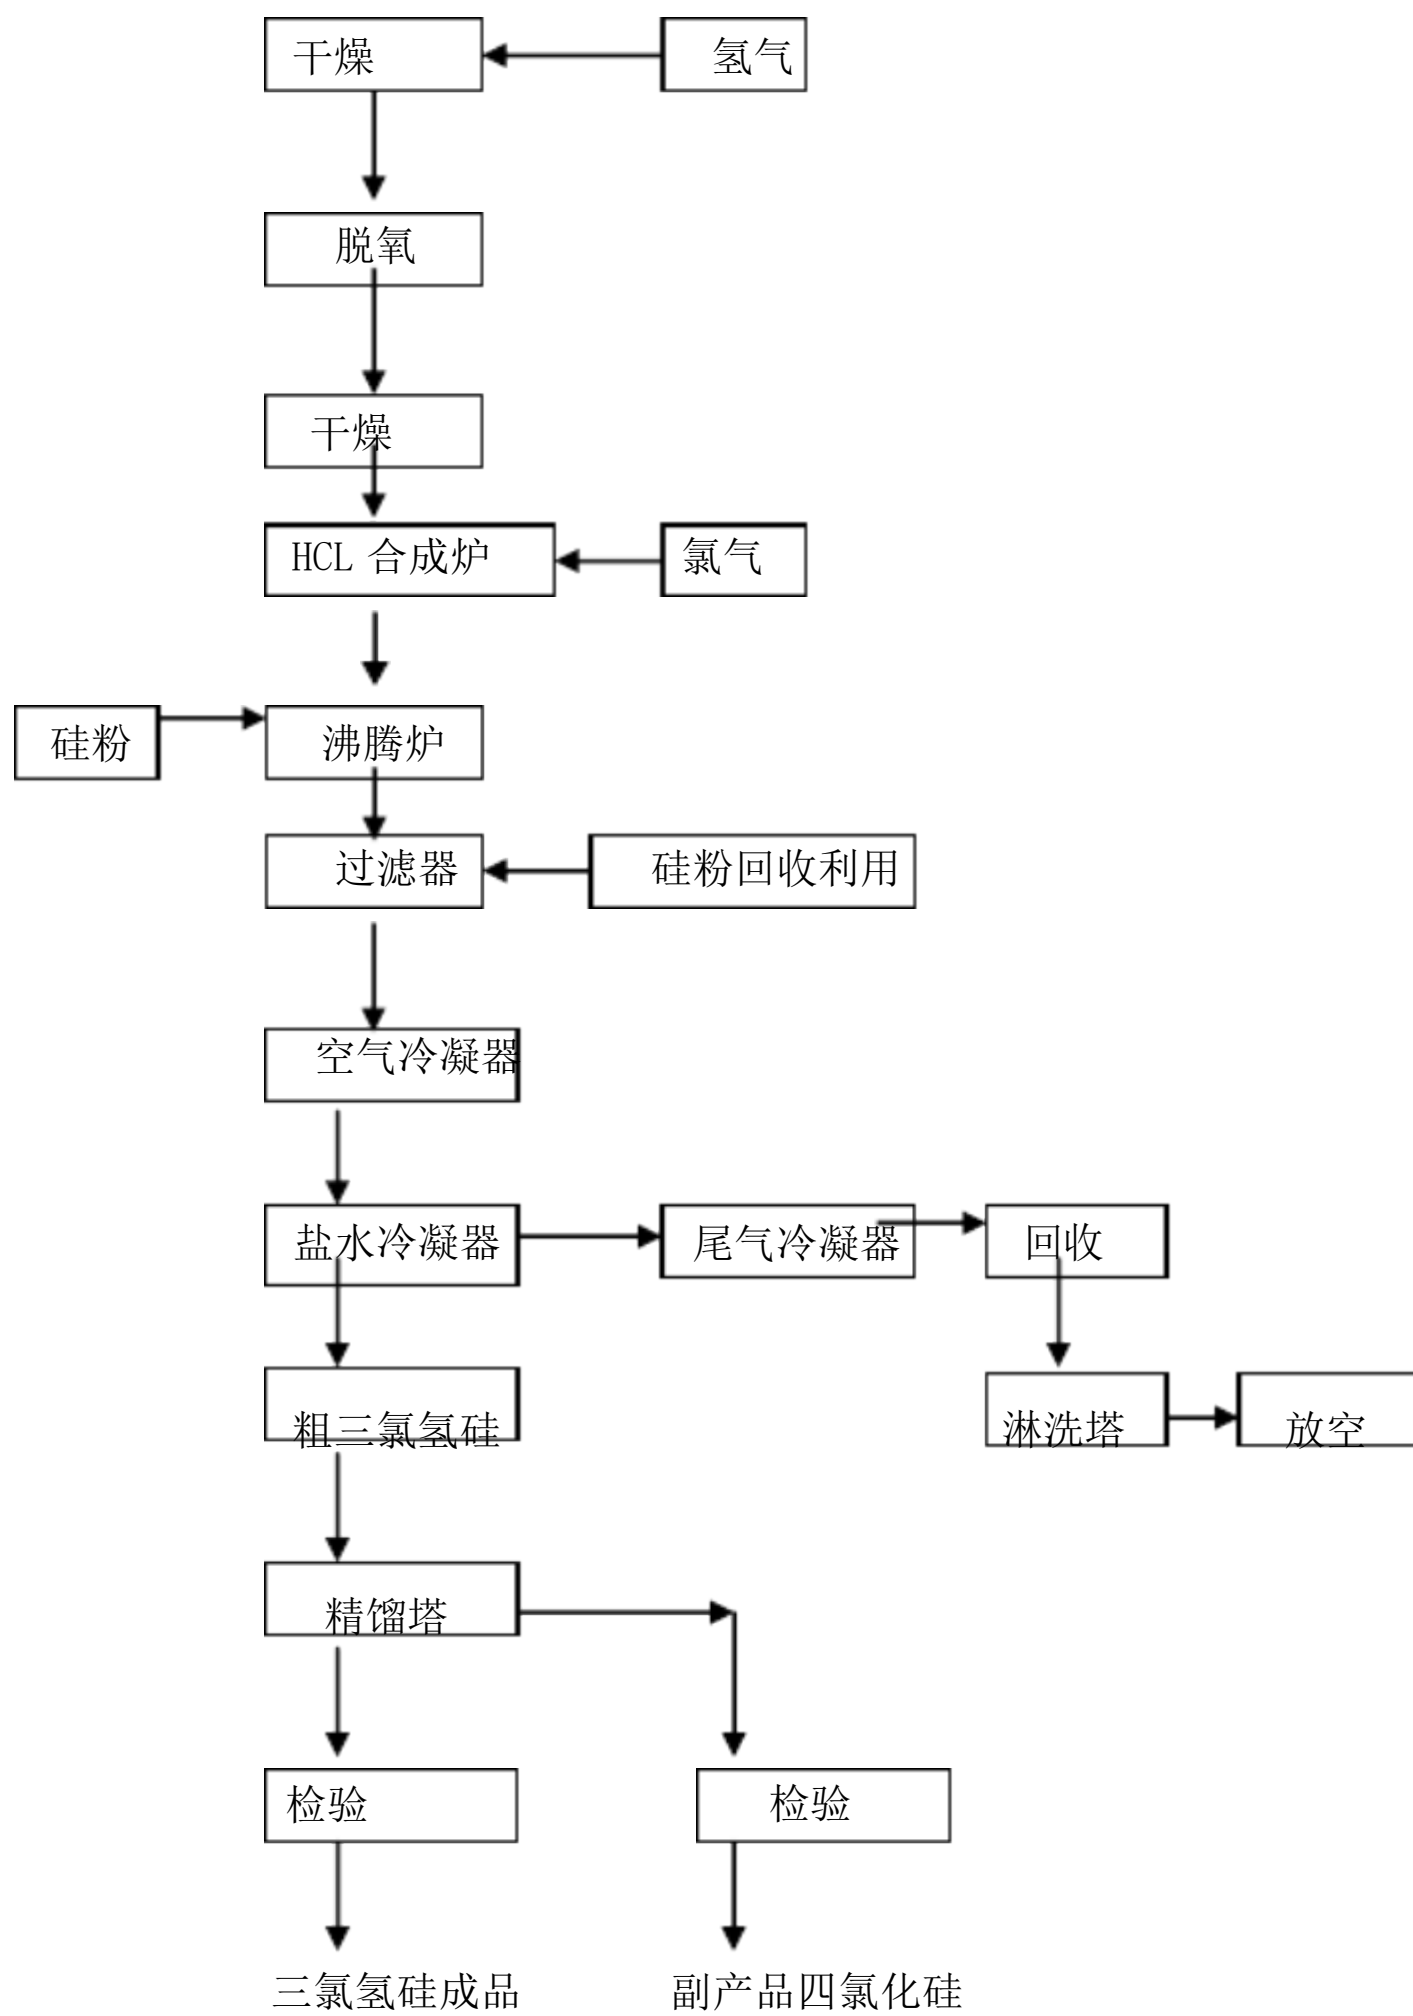 干燥
氢气
脱氧
干燥
HCL 合成炉
氯气
硅粉
沸腾炉
过滤器
硅粉回收利用
空气冷凝器
盐水冷凝器
尾气冷凝器
回收
粗三氯氢硅
淋洗塔
放空
精馏塔
检验
检验
三氯氢硅成品
副产品四氯化硅